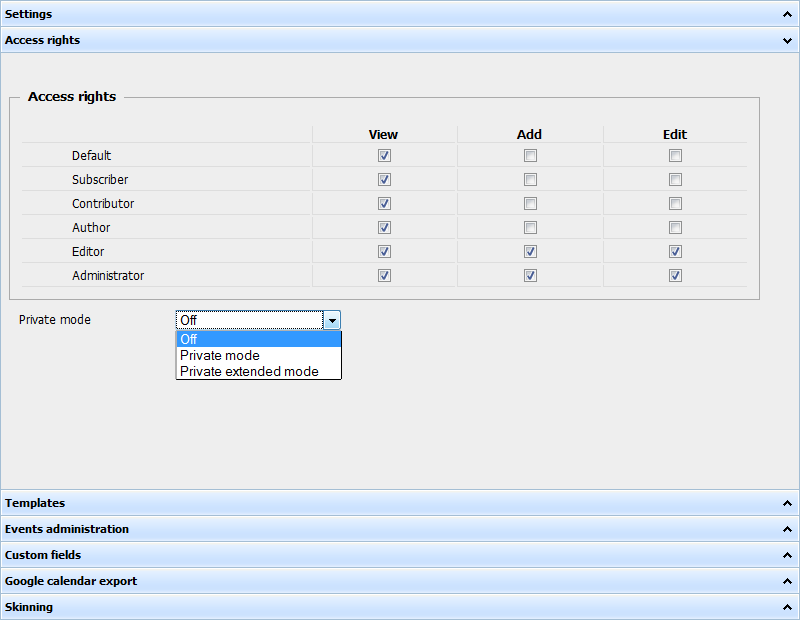 Settings
Access rights
Access rights
View Add Edit
Default
Subscriber
Contributor
Author
Editor
Administrator
Private mode Off
Off
Private mode
Private extended mode
Templates
Events administration
Custom fields
Google calendar export
Skinning